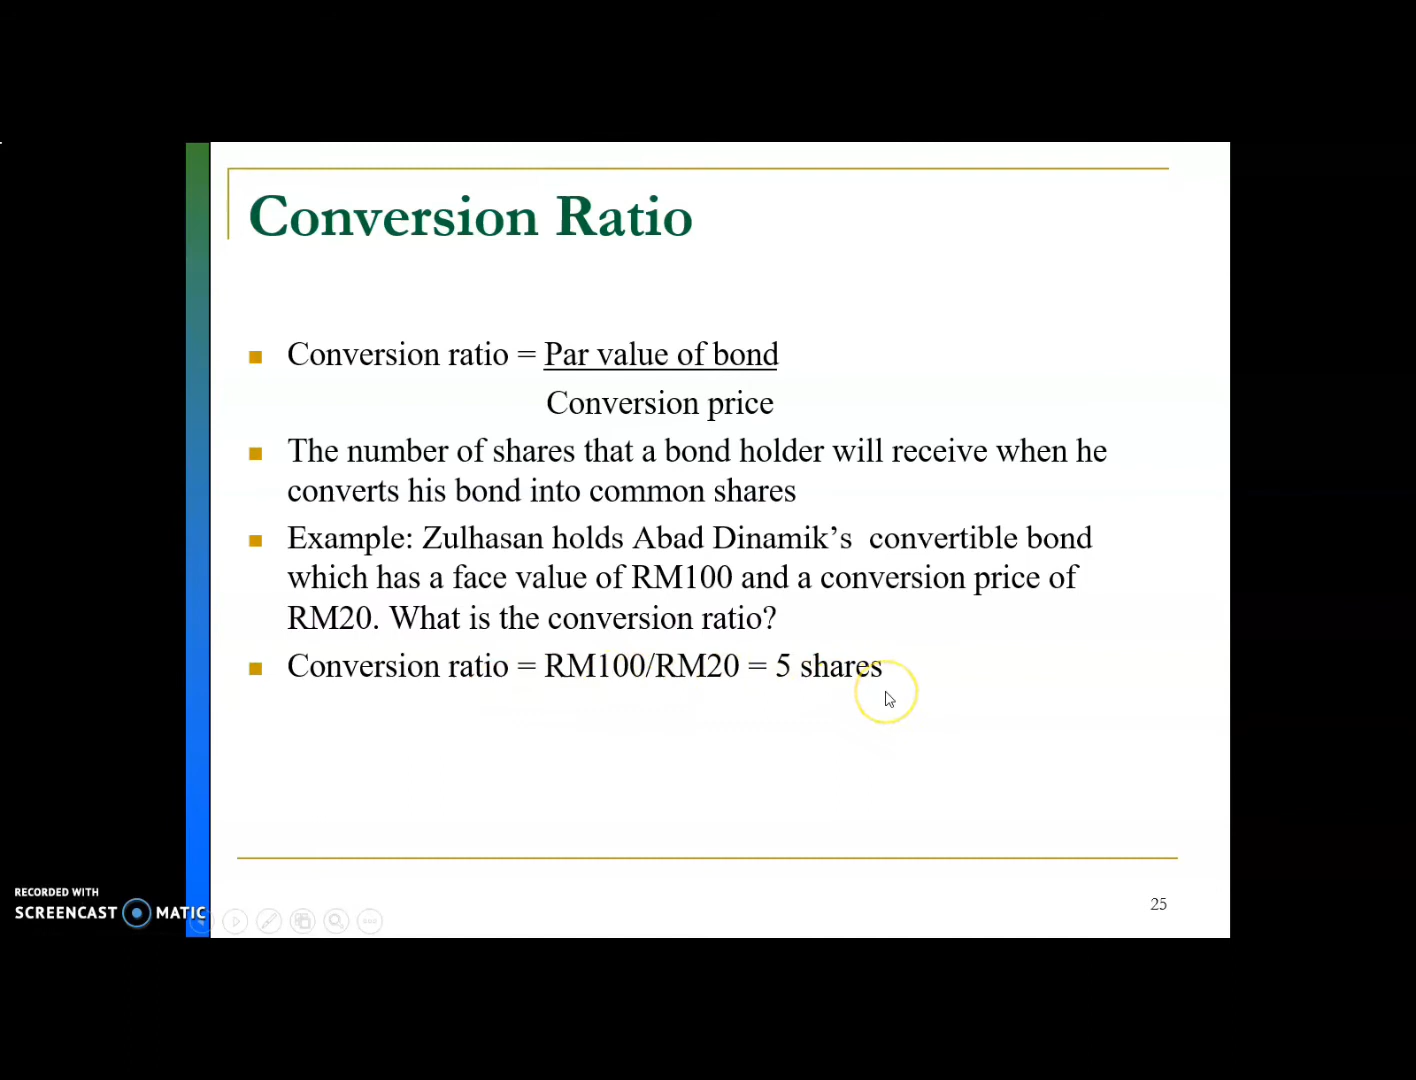 Conversion Ratio
Conversion ratio = Par value of bond
Conversion price
The number of shares that a bond holder will receive when he
converts his bond into common shares
Example: Zulhasan holds Abad Dinamik’s  convertible bond
which has a face value of RM100 and a conversion price of
RM20. What is the conversion ratio?
Conversion ratio = RM100/RM20 = 5 shares
25
RECORDED WITH
SCREENCAST MATIC